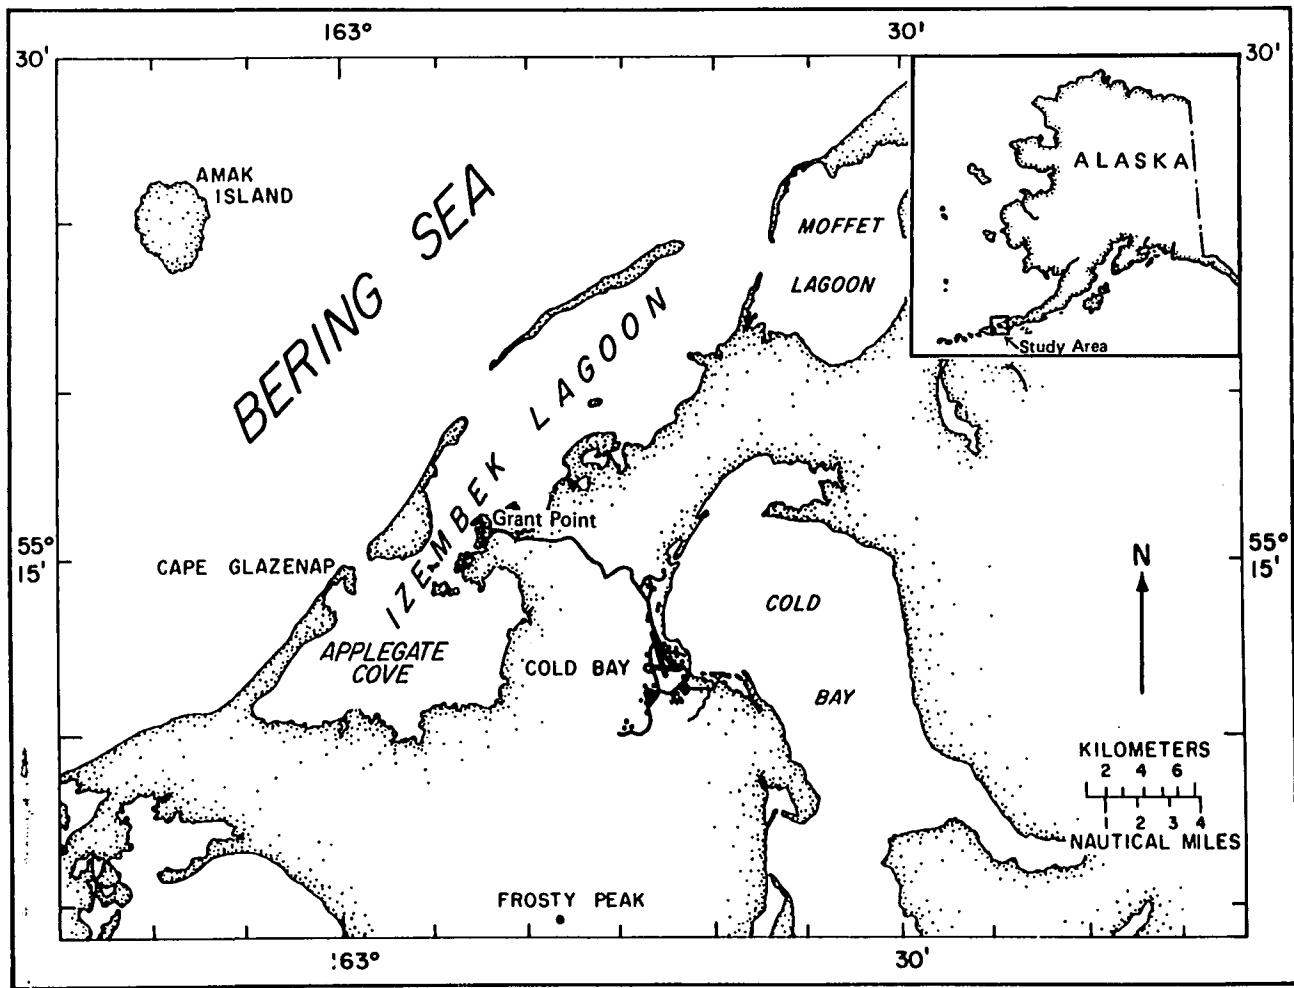 163°
30'
30'
30'
AMAK
ISLAND
BERING SEA
MOFFET
LAGOON
ALASKA
Study Area
IZEMBEK LAGOON
Grant Point
55°
15'
55°
15'
CAPE GLAZENAP
APPLEGATE
COVE
COLD BAY
COLD
BAY
N
KILOMETERS
2 4 6
1 2 3 4
NAUTICAL MILES
FROSTY PEAK
163°
30'